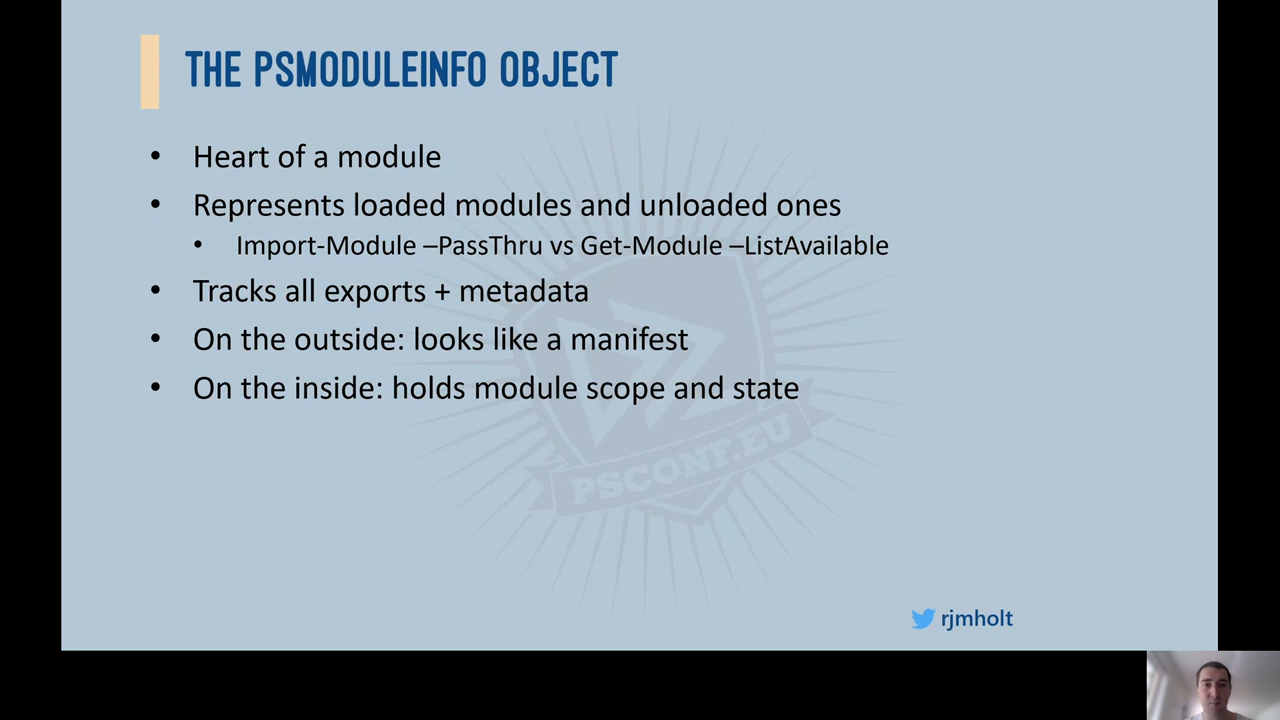 THE PSMODULEINFO OBJECT
• Heart of a module
• Represents loaded modules and unloaded ones
• Import-Module –PassThru vs Get-Module –ListAvailable
• Tracks all exports + metadata
• On the outside: looks like a manifest
• On the inside: holds module scope and state
PSCONF.EU
rjmholt